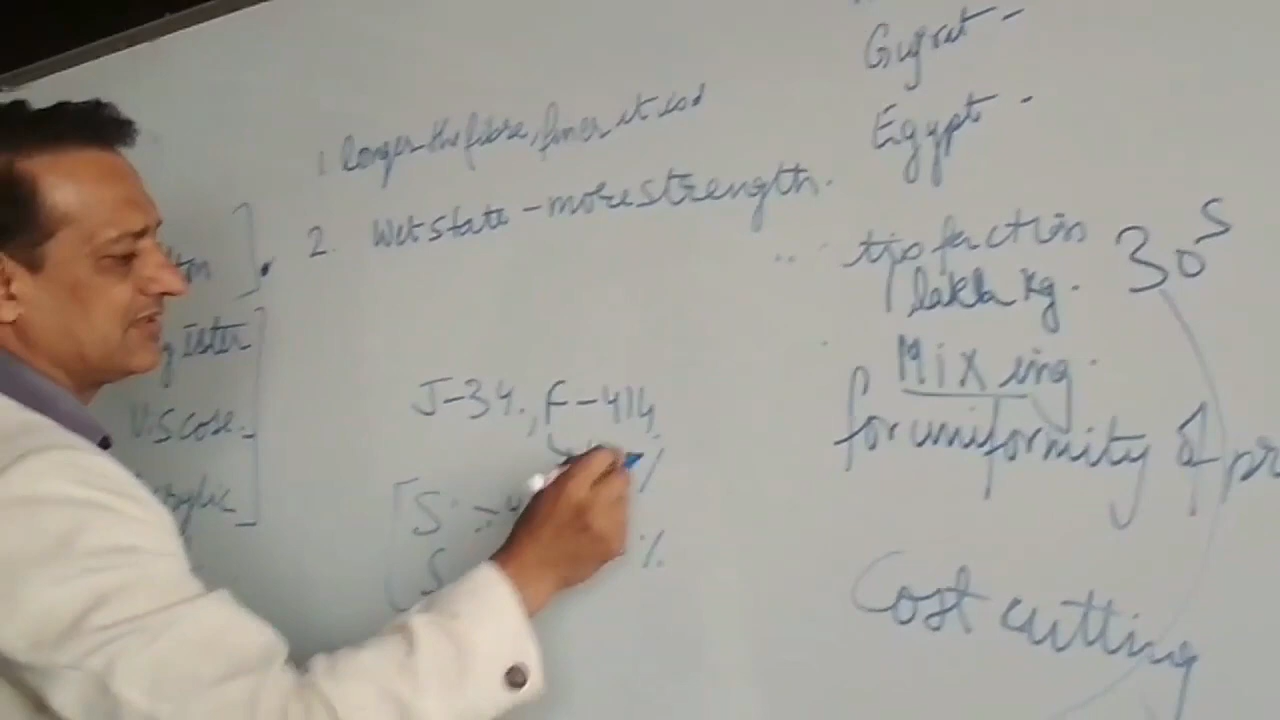 Gujrat -
Egypt -
1. longer the fibre, finer it is
2. Wet state - more strength.
30s
lakh kg.
Mixing
for uniformity of pr
J-34, F-414
Viscose
%
S
%
S
Cost cutting